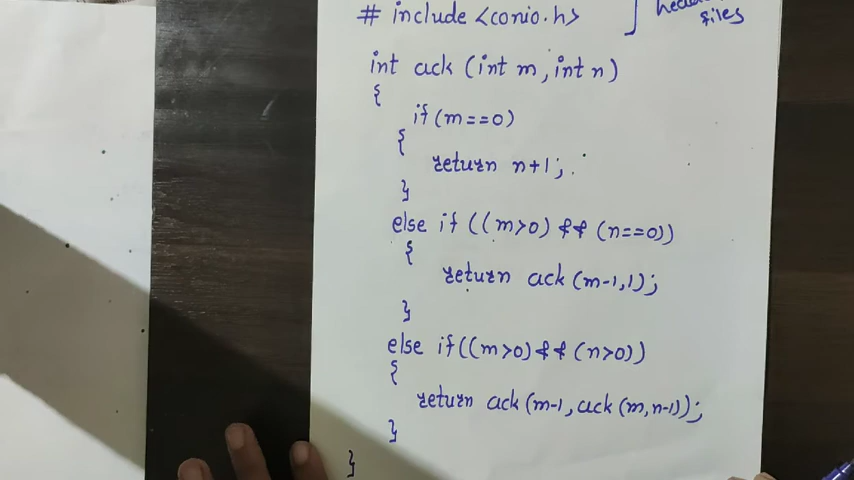 # include <conio.h>
files
int ack (int m, int n)
{
if (m==0)
{
return n+1;
}
else if ((m>0) && (n==0))
{
return ack (m-1,1);
}
else if ((m>0) && (n>0))
{
return ack (m-1, ack (m, n-1));
}
}